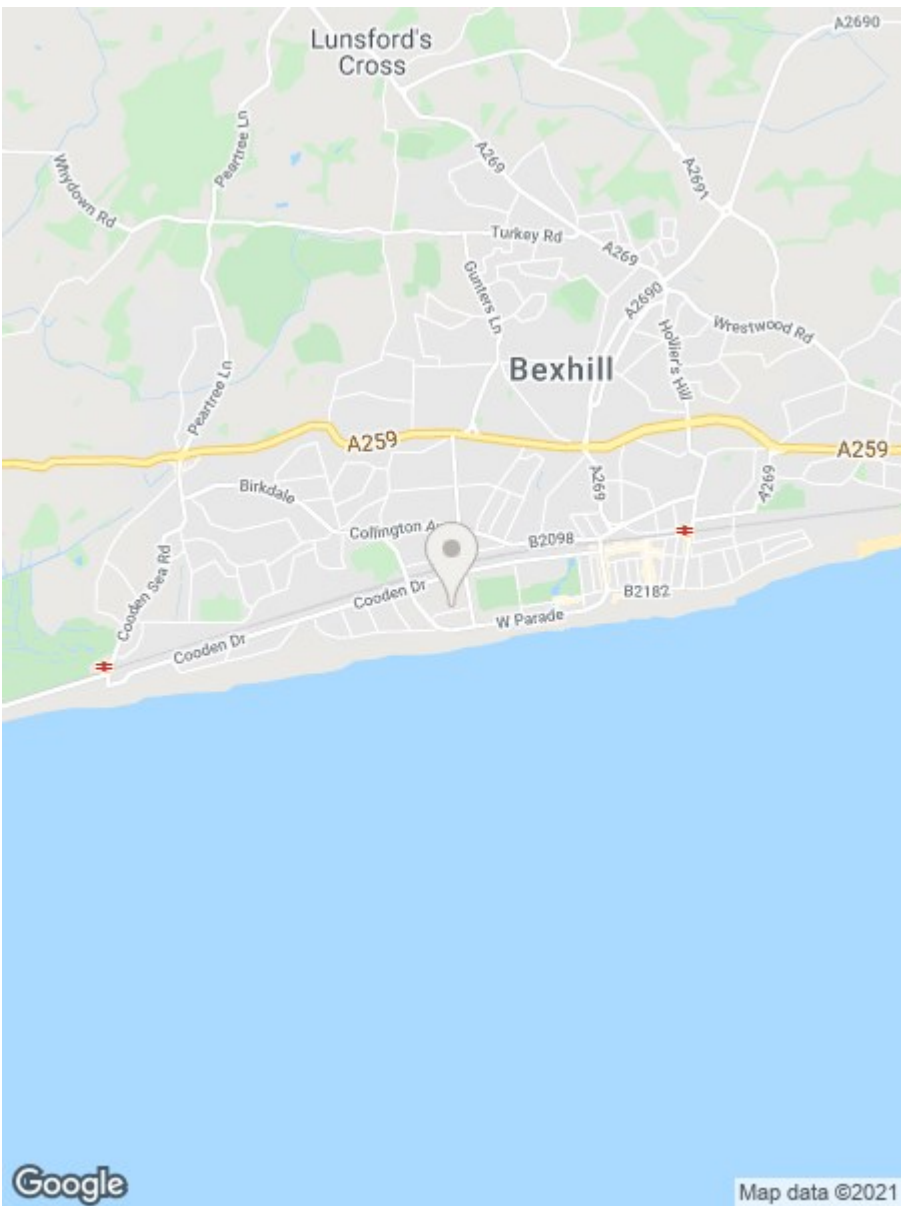 A2690
Lunsford's
Cross
Peartree Ln
A269
Whydown Rd
A2691
Turkey Rd
A269
Gunters Ln
A2690
Hollier's Hill
Wrestwood Rd
Bexhill
Peartree Ln
A259
A259
A269
A269
Birkdale
Collington A
B2098
Cooden Sea Rd
Cooden Dr
B2182
W Parade
Cooden Dr
Google
Map data ©2021